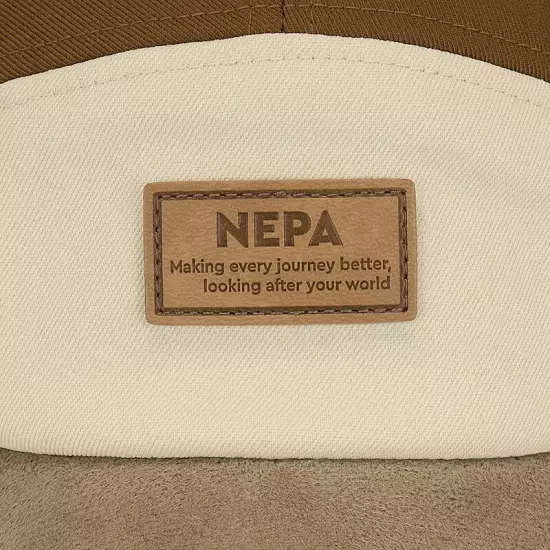 NEPA
Making every journey better,
looking after your world